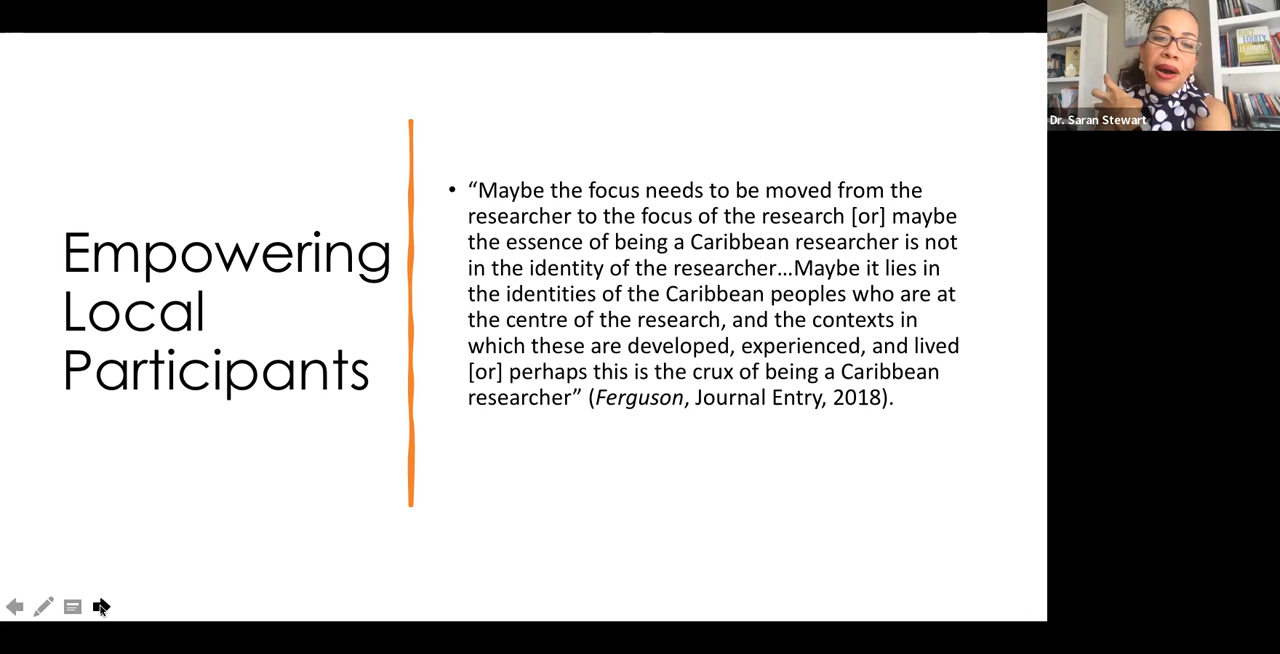 Empowering
Local
Participants
• “Maybe the focus needs to be moved from the
researcher to the focus of the research [or] maybe
the essence of being a Caribbean researcher is not
in the identity of the researcher…Maybe it lies in
the identities of the Caribbean peoples who are at
the centre of the research, and the contexts in
which these are developed, experienced, and lived
[or] perhaps this is the crux of being a Caribbean
researcher” (Ferguson, Journal Entry, 2018).
Dr. Saran Stewart
EQUITY
LEARNING